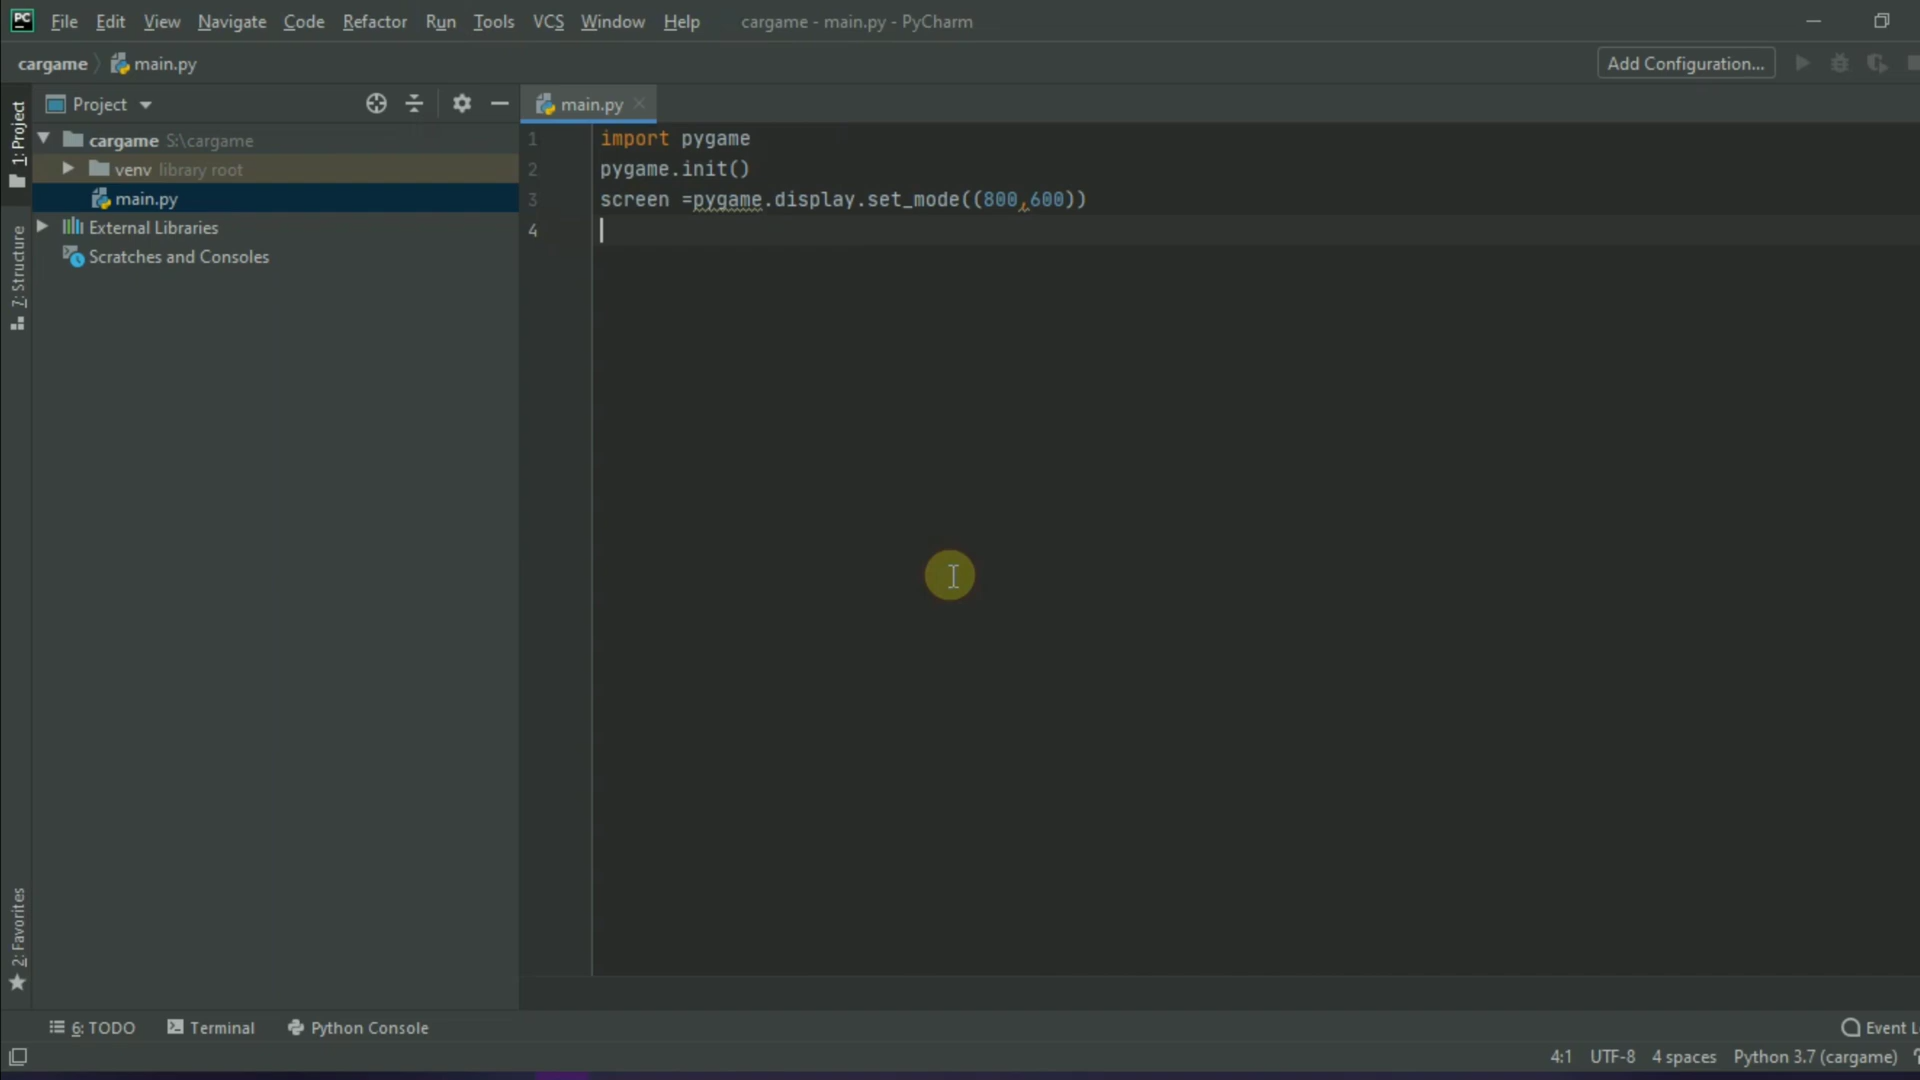 PC File Edit View Navigate Code Refactor Run Tools VCS Window Help cargame - main.py - PyCharm
cargame main.py Add Configuration...
1: Project
Project
main.py
cargame S:\cargame
venv library root
main.py
External Libraries
Scratches and Consoles
7: Structure
2: Favorites
1 import pygame
2 pygame.init()
3 screen =pygame.display.set_mode((800,600))
4
6: TODO Terminal Python Console Event L
4:1 UTF-8 4 spaces Python 3.7 (cargame)